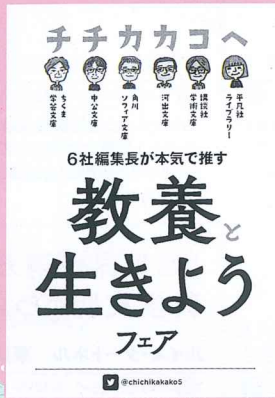 チチカカコヘ
ちくま学芸文庫
中公文庫
角川ソフィア文庫
河出文庫
講談社学術文庫
平凡社ライブラリー
6社編集長が本気で推す
教養と
生きよう
フェア
@chichikakako5